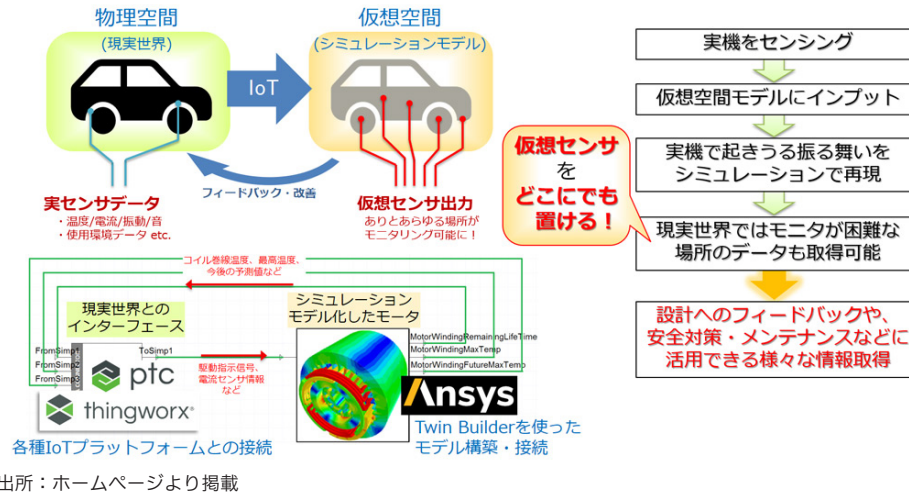 物理空間
(現実世界)
IoT
仮想空間
(シミュレーションモデル)
フィードバック・改善
実センサデータ
・温度/電流/振動/音
・使用環境データ etc.
仮想センサ出力
ありとあらゆる場所が
モニタリング可能に！
実機をセンシング
仮想空間モデルにインプット
実機で起きうる振る舞いを
シミュレーションで再現
現実世界ではモニタが困難な
場所のデータも取得可能
設計へのフィードバックや、
安全対策・メンテナンスなどに
活用できる様々な情報取得
仮想センサ
を
どこにでも
置ける！
コイル巻線温度、最高温度、
今後の予測値など
現実世界との
インターフェース
シミュレーション
モデル化したモータ
FromSimp1
FromSimp2
FromSimp3
ToSimp1
ptc
thingworx®
駆動指示信号、
電流センサ情報
など
MotorWindingRemainingLifeTime
MotorWindingMaxTemp
MotorWindingFutureMaxTemp
Ansys
各種IoTプラットフォームとの接続
Twin Builderを使った
モデル構築・接続
出所：ホームページより掲載